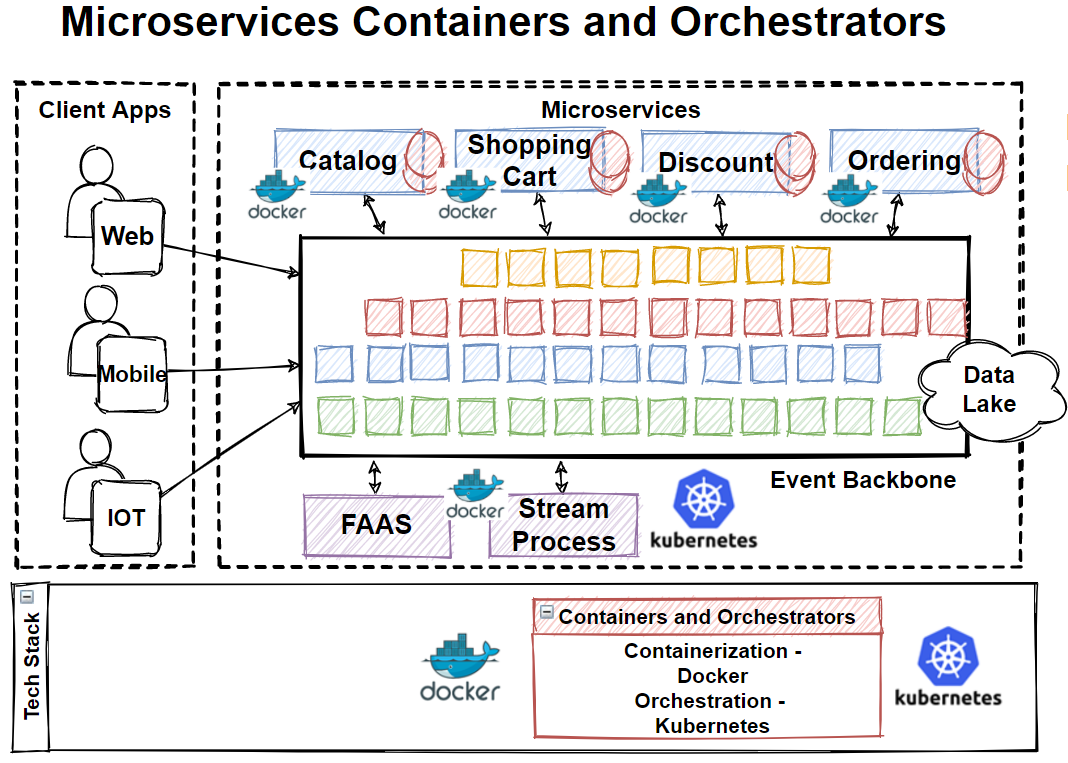 Microservices Containers and Orchestrators
Client Apps
Microservices
Catalog
Shopping
Cart
Discount
Ordering
docker
docker
docker
docker
Web
Mobile
IOT
Data
Lake
Event Backbone
FAAS
docker
Stream
Process
kubernetes
Tech Stack
docker
Containers and Orchestrators
Containerization -
Docker
Orchestration -
Kubernetes
kubernetes